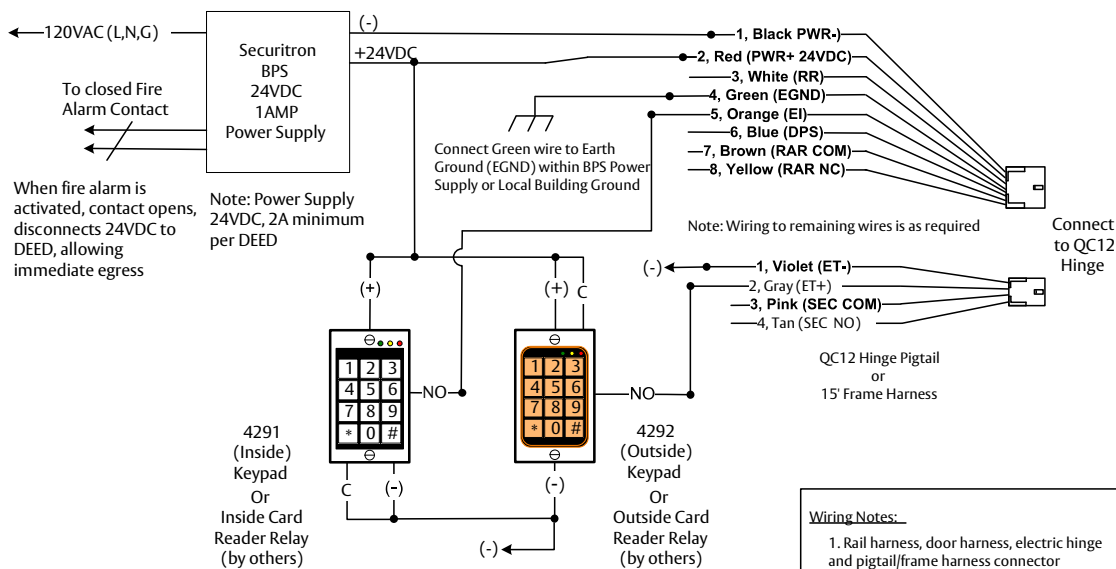 120VAC (L,N,G)
Securitron
BPS
24VDC
1AMP
Power Supply
(-)
+24VDC
To closed Fire
Alarm Contact
When fire alarm is
activated, contact opens,
disconnects 24VDC to
DEED, allowing
immediate egress
Note: Power Supply
24VDC, 2A minimum
per DEED
Connect Green wire to Earth
Ground (EGND) within BPS Power
Supply or Local Building Ground
1, Black PWR-)
2, Red (PWR+ 24VDC)
3, White (RR)
4, Green (EGND)
5, Orange (EI)
6, Blue (DPS)
7, Brown (RAR COM)
8, Yellow (RAR NC)
Note: Wiring to remaining wires is as required
Connect
to QC12
Hinge
(-)
1, Violet (ET-)
2, Gray (ET+)
3, Pink (SEC COM)
4, Tan (SEC NO)
QC12 Hinge Pigtail
or
15' Frame Harness
(+)
(+)
C
1 2 3
4 5 6
7 8 9
* 0 #
NO
1 2 3
4 5 6
7 8 9
* 0 #
NO
C
(-)
(-)
(-)
4291
(Inside)
Keypad
Or
Inside Card
Reader Relay
(by others)
4292
(Outside)
Keypad
Or
Outside Card
Reader Relay
(by others)
Wiring Notes:
1. Rail harness, door harness, electric hinge
and pigtail/frame harness connector